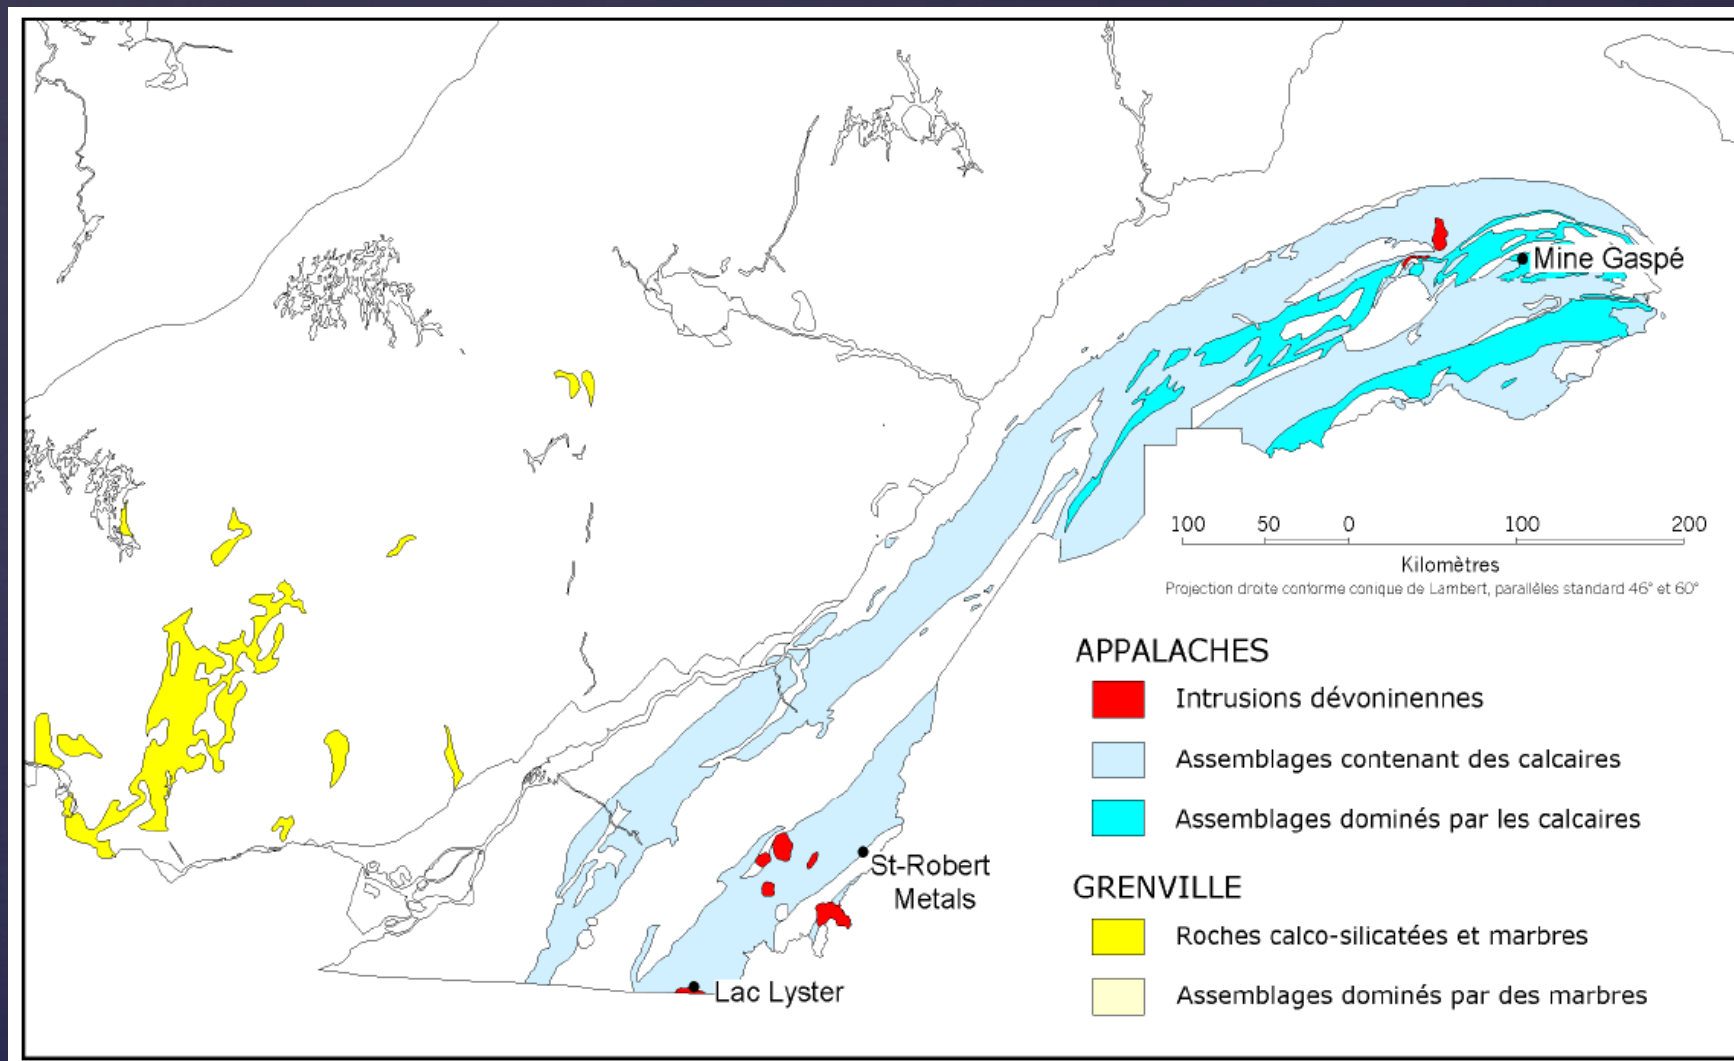 Mine Gaspé
100 50 0 100 200
Kilomètres
Projection droite conforme conique de Lambert, parallèles standard 46° et 60°
APPALACHES
Intrusions dévoninennes
Assemblages contenant des calcaires
Assemblages dominés par les calcaires
St-Robert
Metals
GRENVILLE
Roches calco-silicatées et marbres
Lac Lyster
Assemblages dominés par des marbres